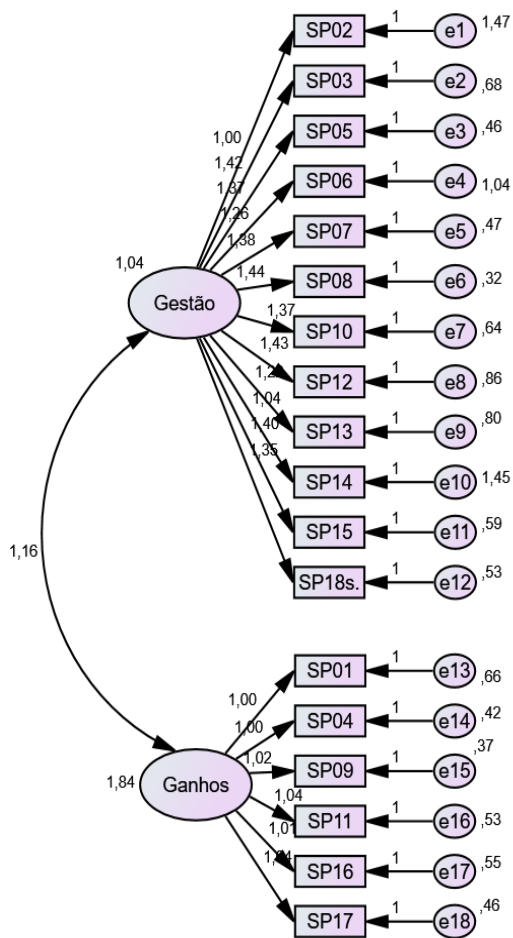 SP02
1
e1
1,47
SP03
1
e2
,68
SP05
1
e3
,46
SP06
1
e4
1,04
SP07
1
e5
,47
SP08
1
e6
,32
SP10
1
e7
,64
SP12
1
e8
,86
SP13
1
e9
,80
SP14
1
e10
1,45
SP15
1
e11
,59
SP18s.
1
e12
,53
1,00
1,42
1,37
1,26
1,38
1,44
1,37
1,43
1,04
1,40
1,35
1,04
Gestão
1,16
SP01
1
e13
,66
SP04
1
e14
,42
SP09
1
e15
,37
SP11
1
e16
,53
SP16
1
e17
,55
SP17
1
e18
,46
1,00
1,00
1,02
1,04
1,01
1,84
Ganhos